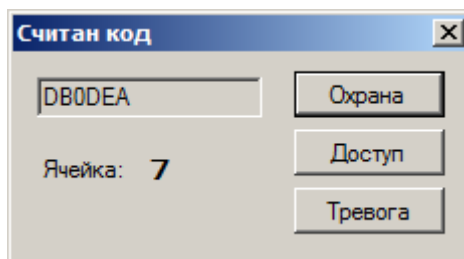 Считан код
DB0DEA
Охрана
Доступ
Ячейка: 7
Тревога